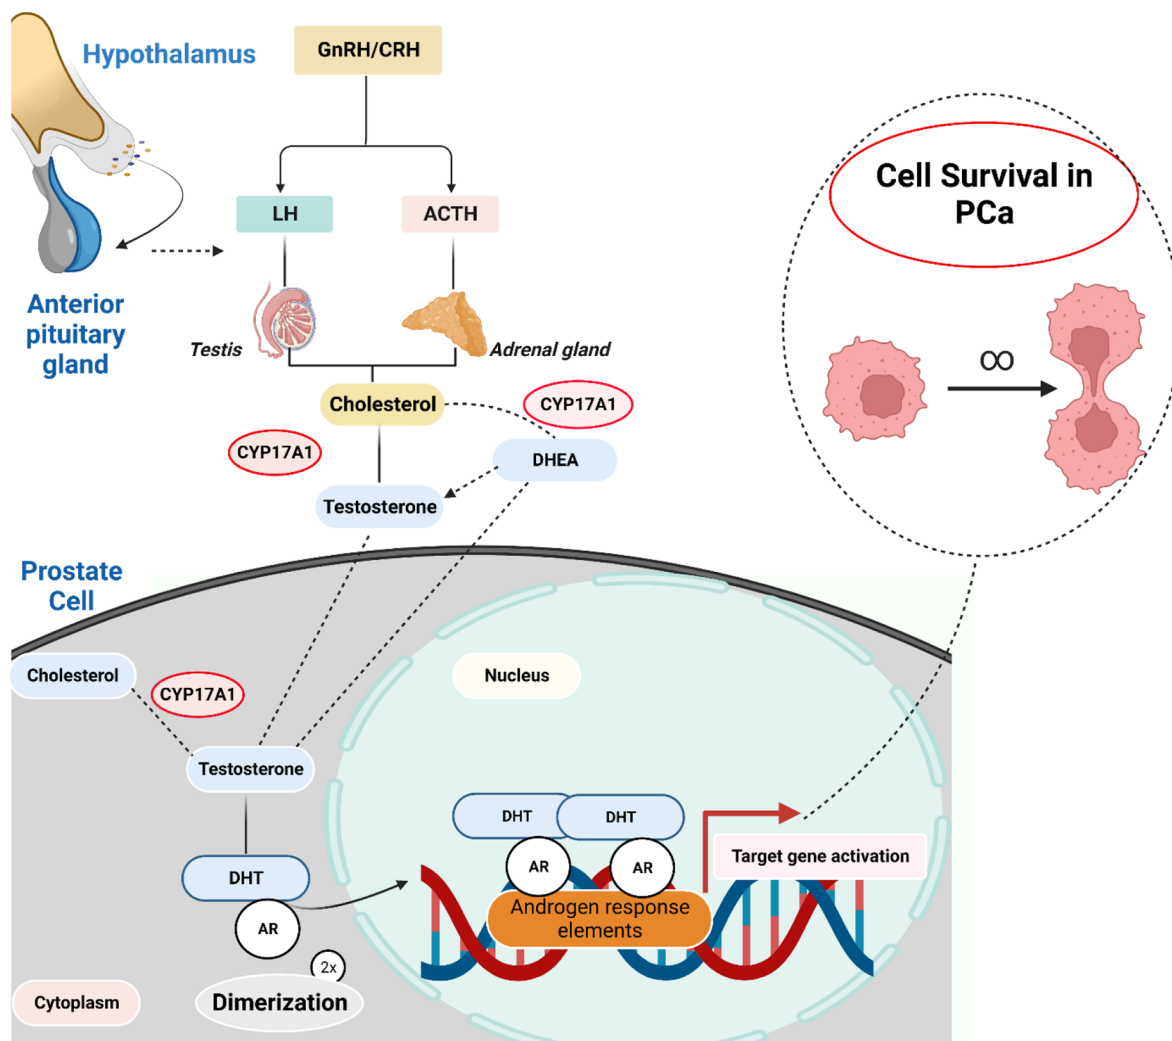 Hypothalamus
GnRH/CRH
LH
ACTH
Anterior
pituitary
gland
Testis
Adrenal gland
Cholesterol
CYP17A1
CYP17A1
DHEA
Testosterone
Cell Survival in
PCa
∞
Prostate
Cell
Cholesterol
CYP17A1
Nucleus
Testosterone
DHT
AR
DHT
DHT
AR
AR
Androgen response
elements
Target gene activation
2x
Dimerization
Cytoplasm